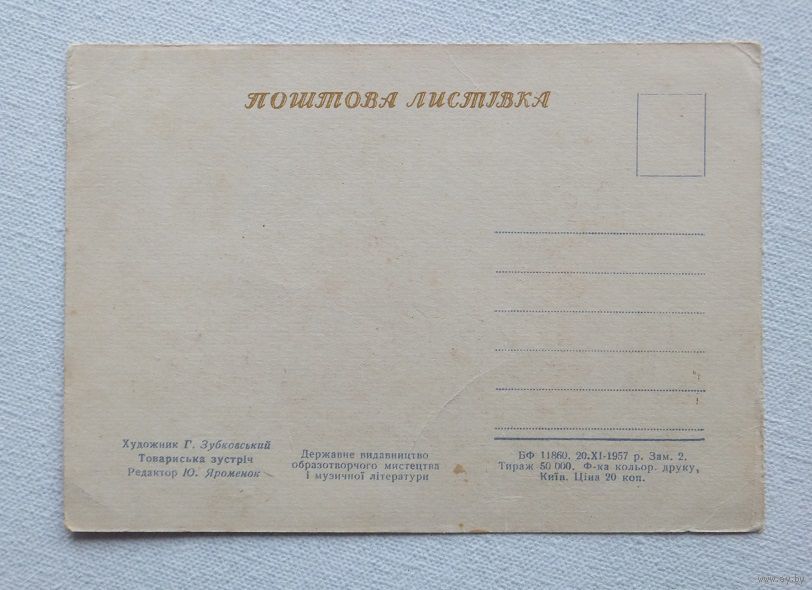 ПОШТОВА ЛИСТІВКА
Художник Г. Зубковський
Товариська зустріч
Редактор Ю. Яроменок
Державне видавництво
образотворчого мистецтва
і музичної літератури
БФ 11860. 20.XI-1957 р. Зам. 2.
Тираж 50 000. Ф-ка кольор. друку,
Київ. Ціна 20 коп.
www.ay.by